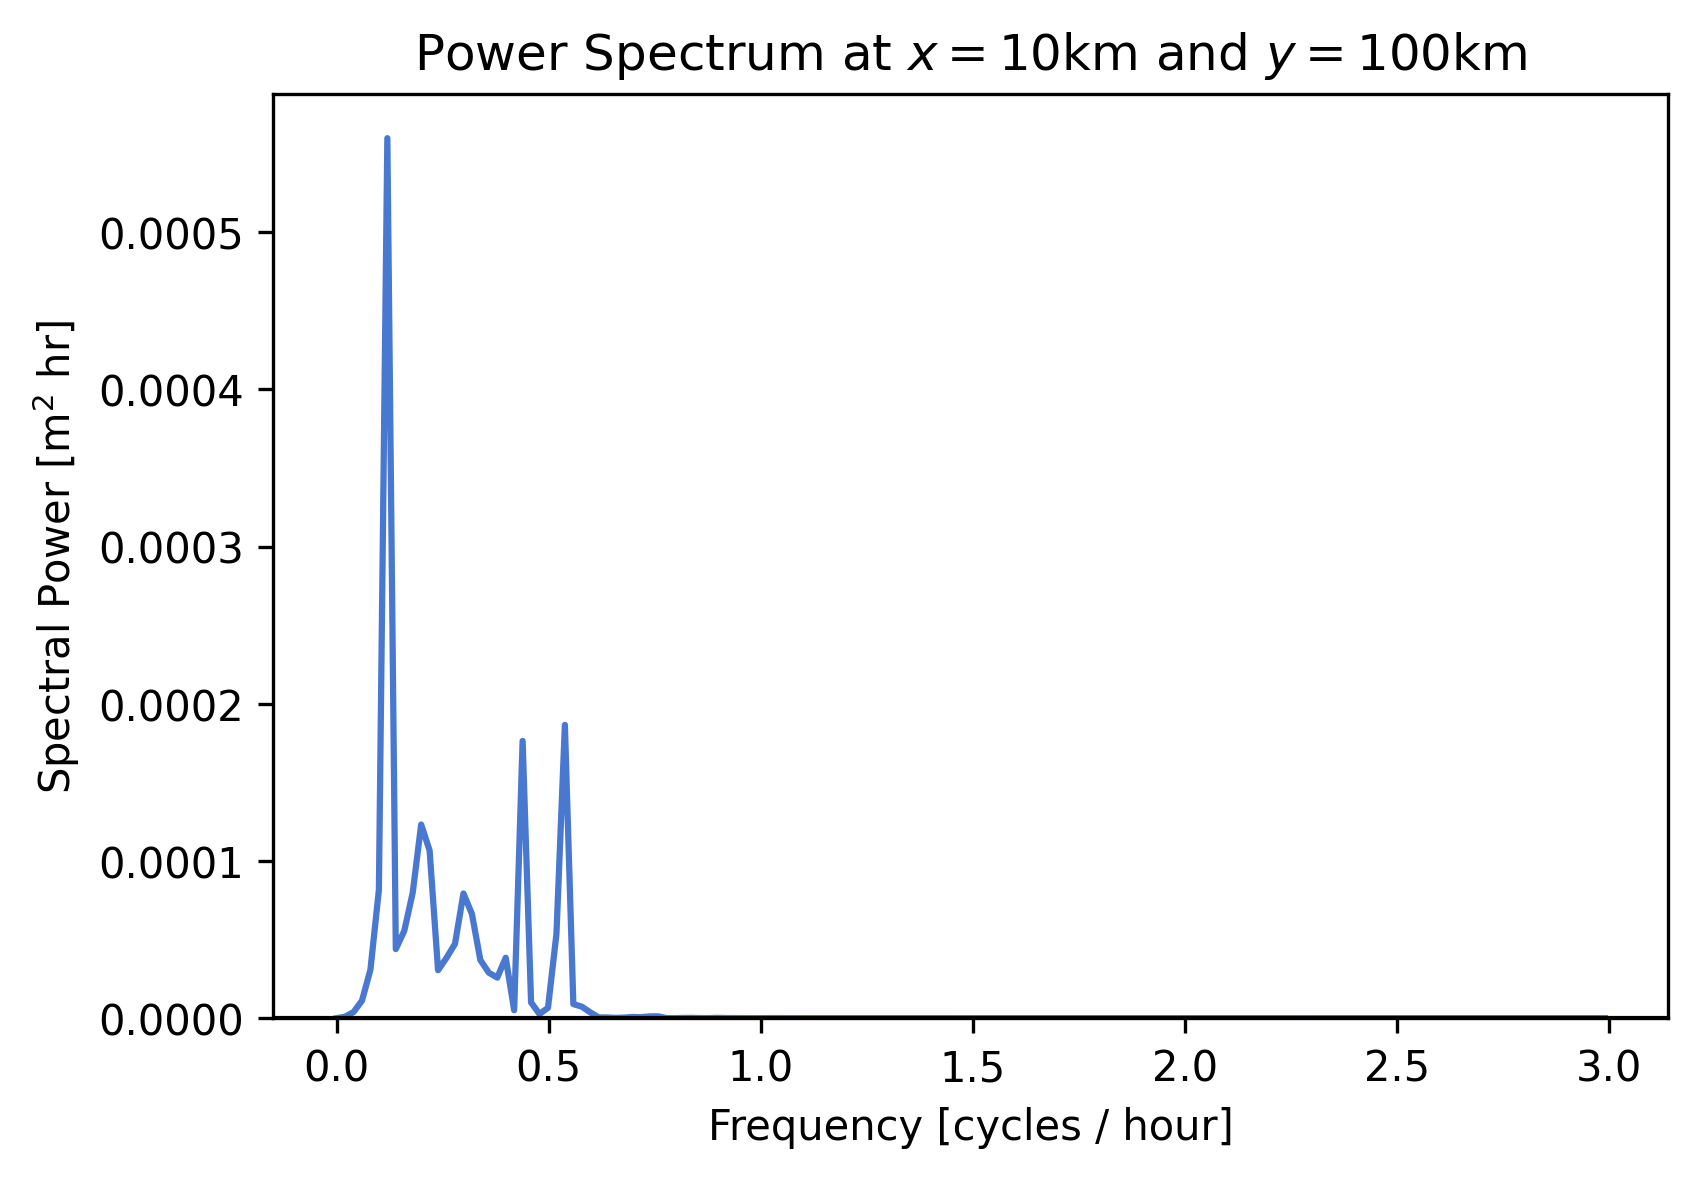 Power Spectrum at x = 10km and y = 100km
Spectral Power [m² hr]
0.0005
0.0004
0.0003
0.0002
0.0001
0.0000
0.0 0.5 1.0 1.5 2.0 2.5 3.0
Frequency [cycles / hour]